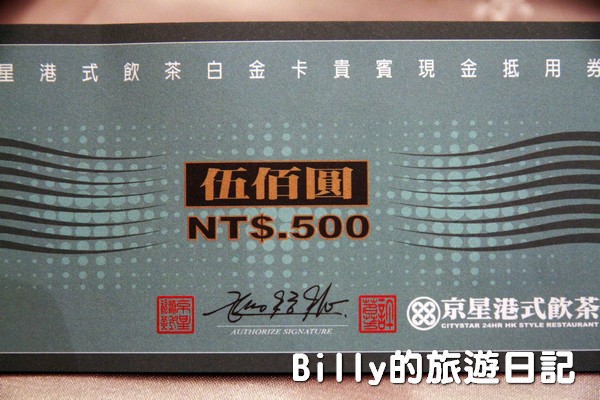 星港式飲茶白金卡貴賓現金抵用券
伍佰圓
NT$.500
AUTHORIZE SIGNATURE
京星港式飲茶
CITYSTAR 24HR HK STYLE RESTAURANT
Billy的旅遊日記